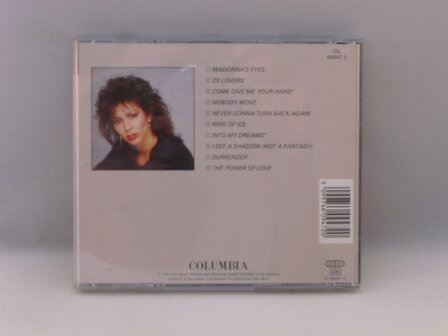 CDL
MADONNA'S EYES
25 LOVERS
COME GIVE ME YOUR HAND*
NOBODY MOVE
NEVER GONNA TURN BACK AGAIN
RING OF ICE
INTO MY DREAMS*
I SEE A SHADOW (NOT A FANTASY)
SURRENDER
THE POWER OF LOVE
COLUMBIA